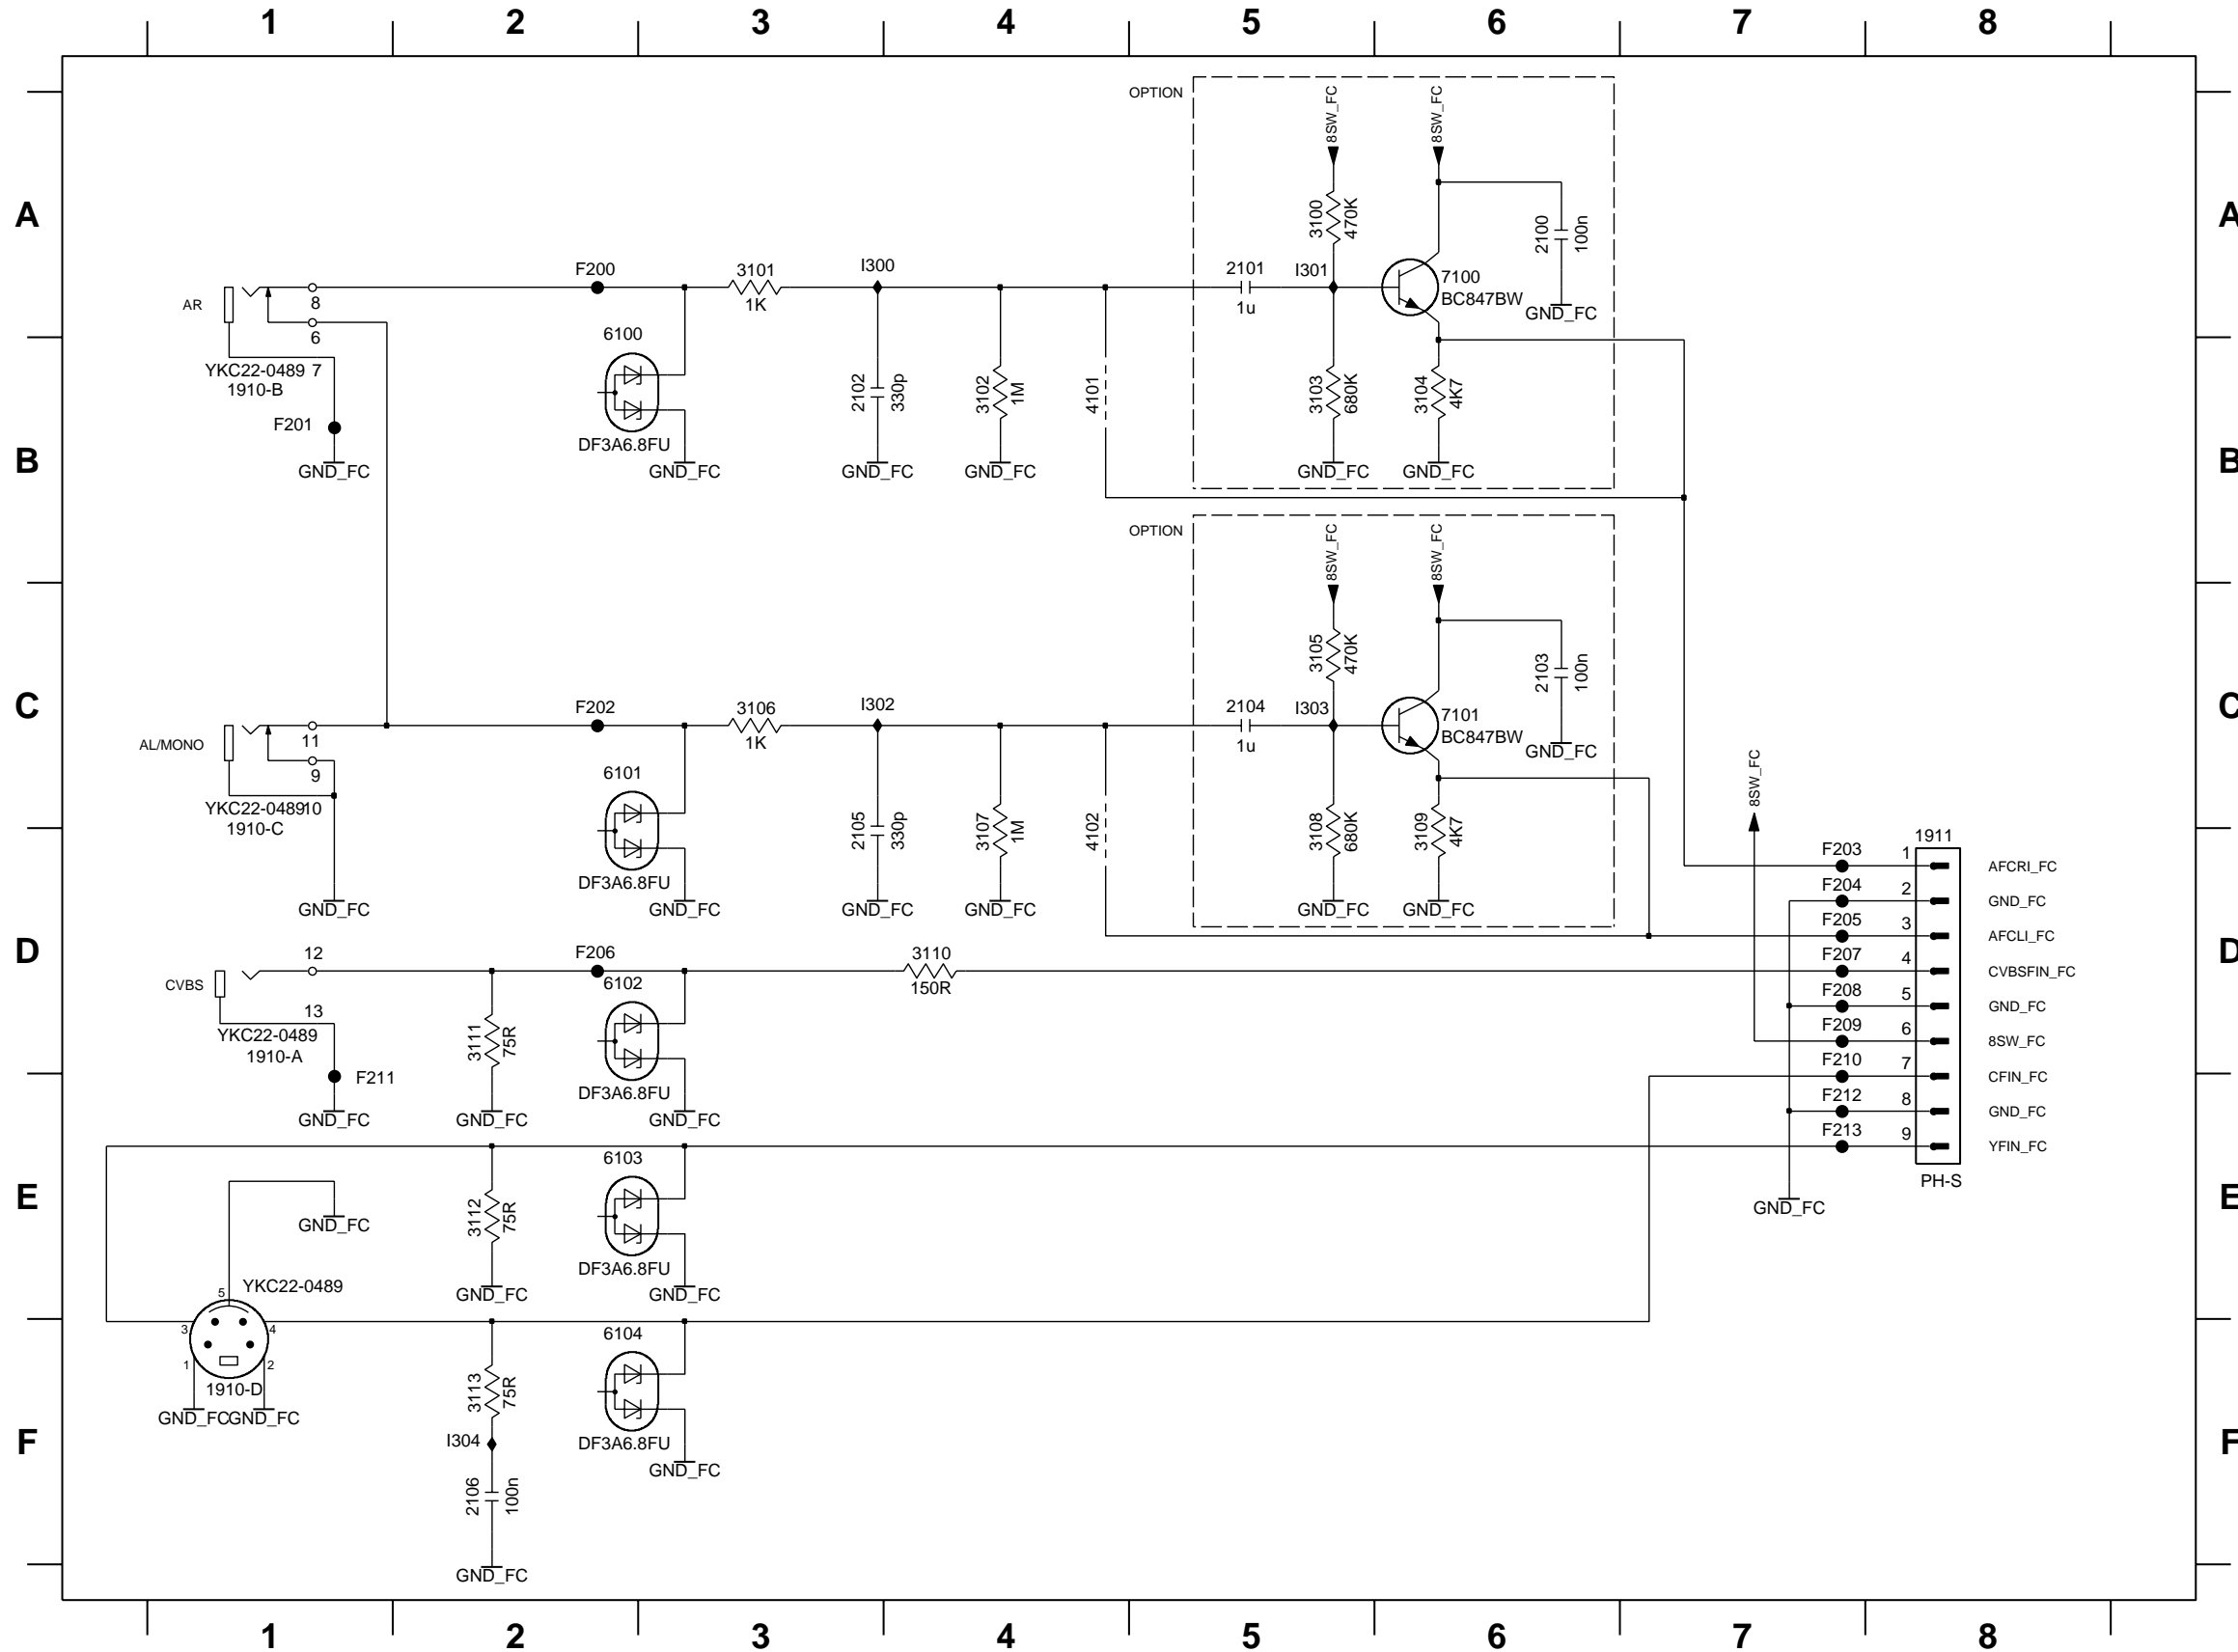 1 2 3 4 5 6 7 8
OPTION
8SW_FC 8SW_FC
A A
3100 470K
2100 100n
F200
3101
1K
I300
2101
1u
I301
7100
BC847BW
GND_FC
AR
8
6
6100
YKC22-0489 7
1910-B
F201
GND_FC
DF3A6.8FU
GND_FC
2102 330p
GND_FC
3102 1M
GND_FC
4101
3103 680K
GND_FC
3104 4K7
GND_FC
B B
OPTION
8SW_FC 8SW_FC
3105 470K
2103 100n
C C
F202
3106
1K
I302
2104
1u
I303
7101
BC847BW
GND_FC
AL/MONO
11
9
6101
YKC22-048910
1910-C
GND_FC
DF3A6.8FU
GND_FC
2105 330p
GND_FC
3107 1M
GND_FC
4102
3108 680K
GND_FC
3109 4K7
GND_FC
8SW_FC
1911
F203 1 AFCRI_FC
F204 2 GND_FC
F205 3 AFCLI_FC
F207 4 CVBSFIN_FC
F208 5 GND_FC
F209 6 8SW_FC
F210 7 CFIN_FC
F212 8 GND_FC
F213 9 YFIN_FC
PH-S
GND_FC
D D
CVBS
12
13
F206
6102
3110
150R
YKC22-0489
1910-A
F211
GND_FC
3111 75R
GND_FC
DF3A6.8FU
GND_FC
E E
6103
GND_FC
3112 75R
GND_FC
DF3A6.8FU
GND_FC
YKC22-0489
5
3 4
1 2
1910-D
GND_FCGND_FC
6104
3113 75R
DF3A6.8FU
GND_FC
F F
I304
2106 100n
GND_FC
1 2 3 4 5 6 7 8